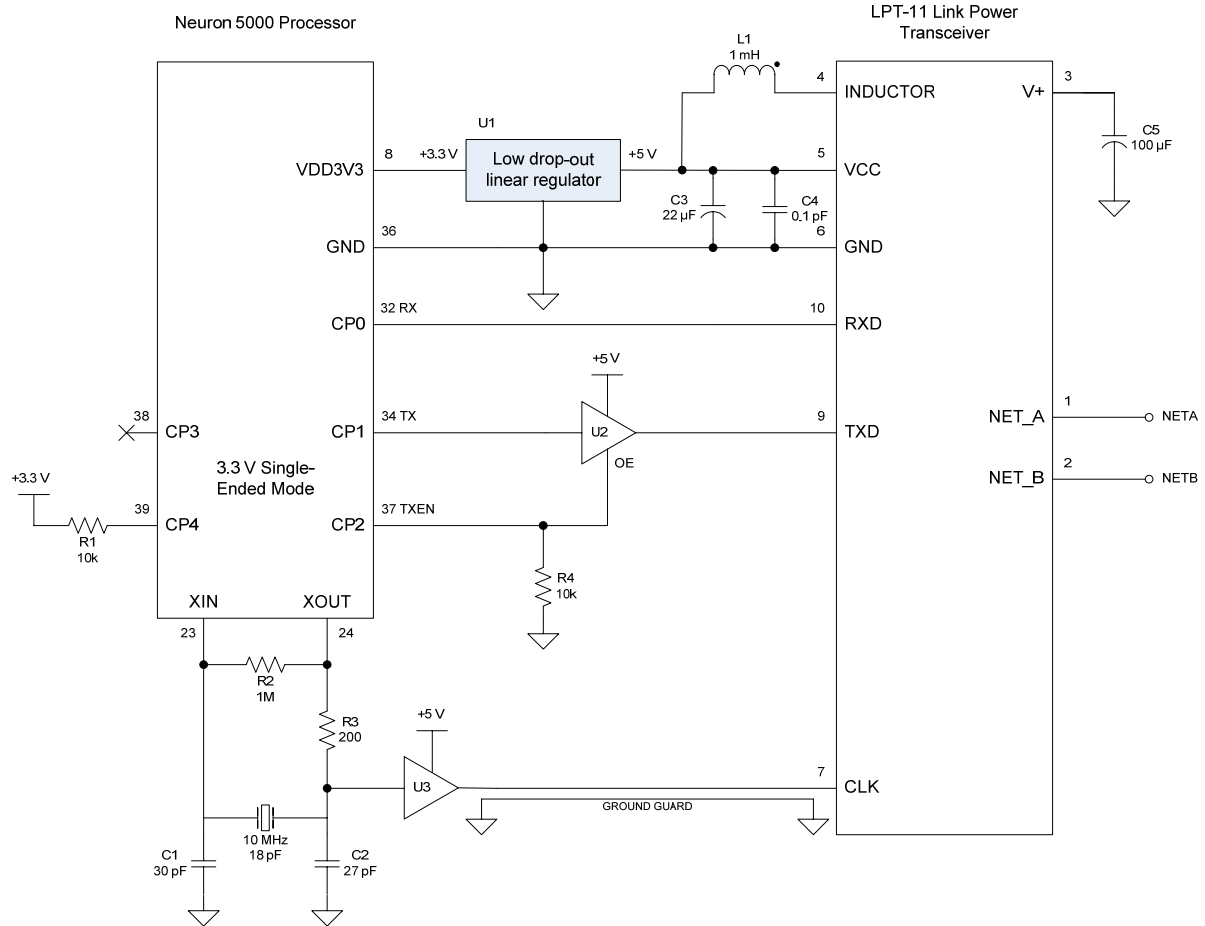 Neuron 5000 Processor
LPT-11 Link Power
Transceiver
L1
1 mH
4
INDUCTOR
V+
3
C5
100 µF
U1
VDD3V3
8
+3.3 V
Low drop-out
linear regulator
+5 V
5
VCC
C3
22 µF
C4
0.1 pF
GND
36
6
GND
CP0
32 RX
10
RXD
+5 V
38
CP3
CP1
34 TX
U2
OE
9
TXD
NET_A
1
NETA
NET_B
2
NETB
3.3 V Single-
Ended Mode
+3.3 V
R1
10k
39
CP4
CP2
37 TXEN
R4
10k
XIN
XOUT
23
24
R2
1M
R3
200
+5 V
U3
7
CLK
GROUND GUARD
10 MHz
18 pF
C1
30 pF
C2
27 pF